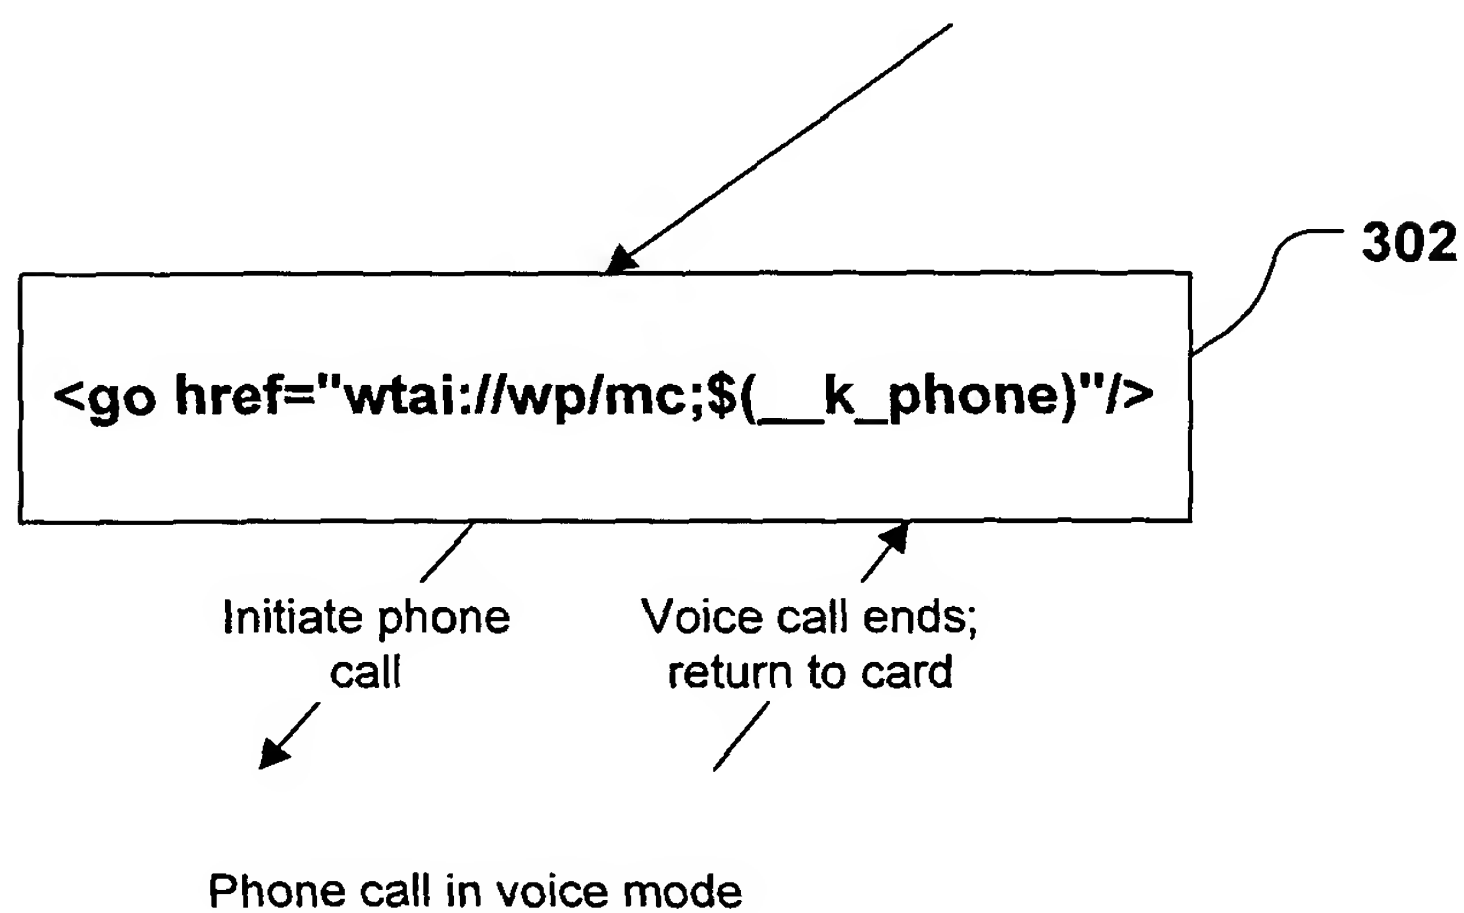 302
<go href="wtai://wp/mc;$(__k_phone)"/>
Initiate phone
call
Voice call ends;
return to card
Phone call in voice mode